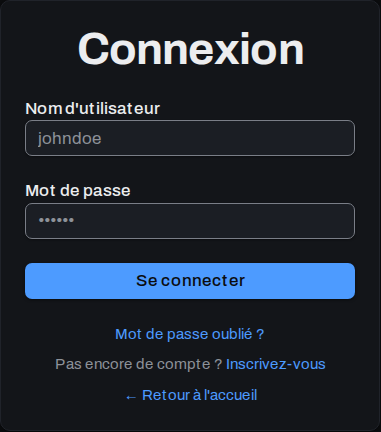 Connexion
Nom d'utilisateur
johndoe
Mot de passe
••••••
Se connecter
Mot de passe oublié ?
Pas encore de compte ? Inscrivez-vous
← Retour à l'accueil